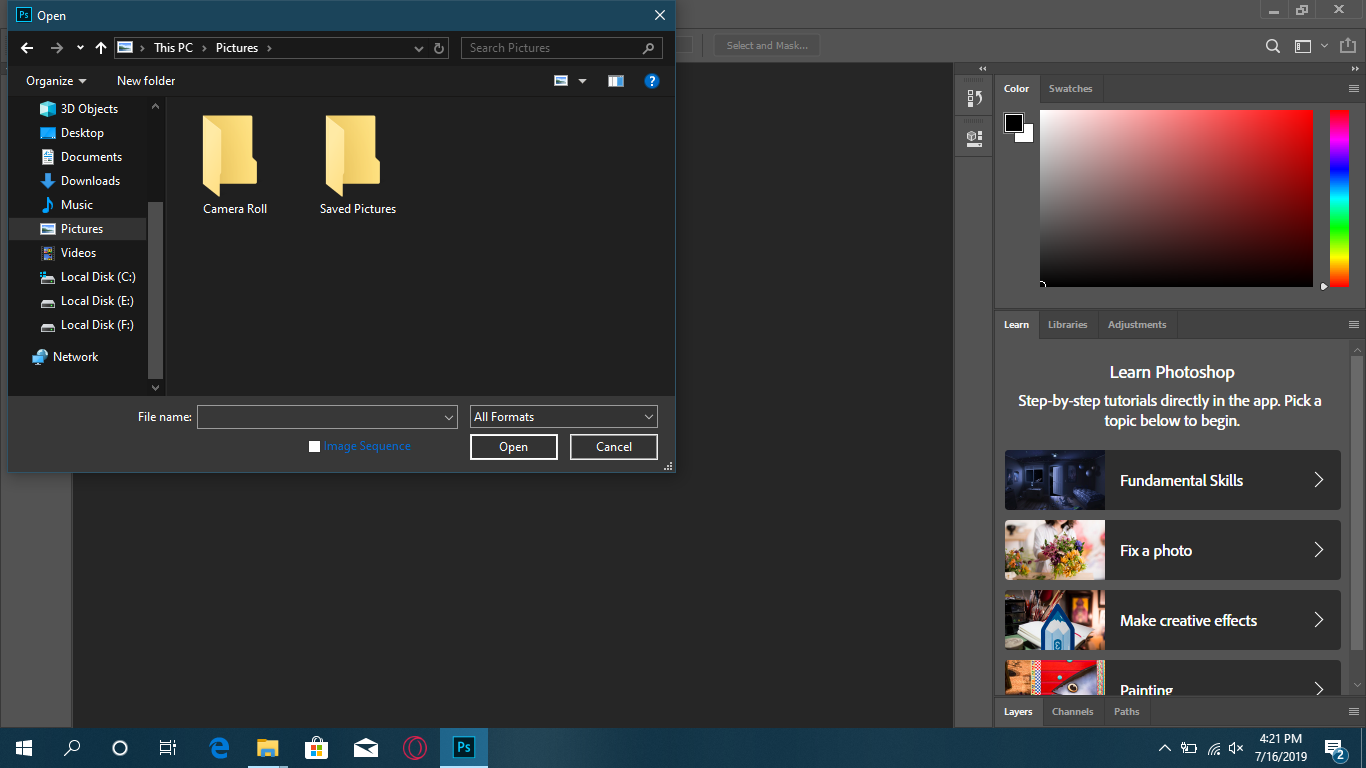 Ps Open
This PC Pictures
Search Pictures
Select and Mask...
Organize
New folder
?
3D Objects
Desktop
Documents
Downloads
Music
Pictures
Videos
Local Disk (C:)
Local Disk (E:)
Local Disk (F:)
Network
Camera Roll
Saved Pictures
File name:
All Formats
Image Sequence
Open
Cancel
Color
Swatches
Learn
Libraries
Adjustments
Learn Photoshop
Step-by-step tutorials directly in the app. Pick a
topic below to begin.
Fundamental Skills
Fix a photo
Make creative effects
Painting
Layers
Channels
Paths
Ps
4:21 PM
7/16/2019
2